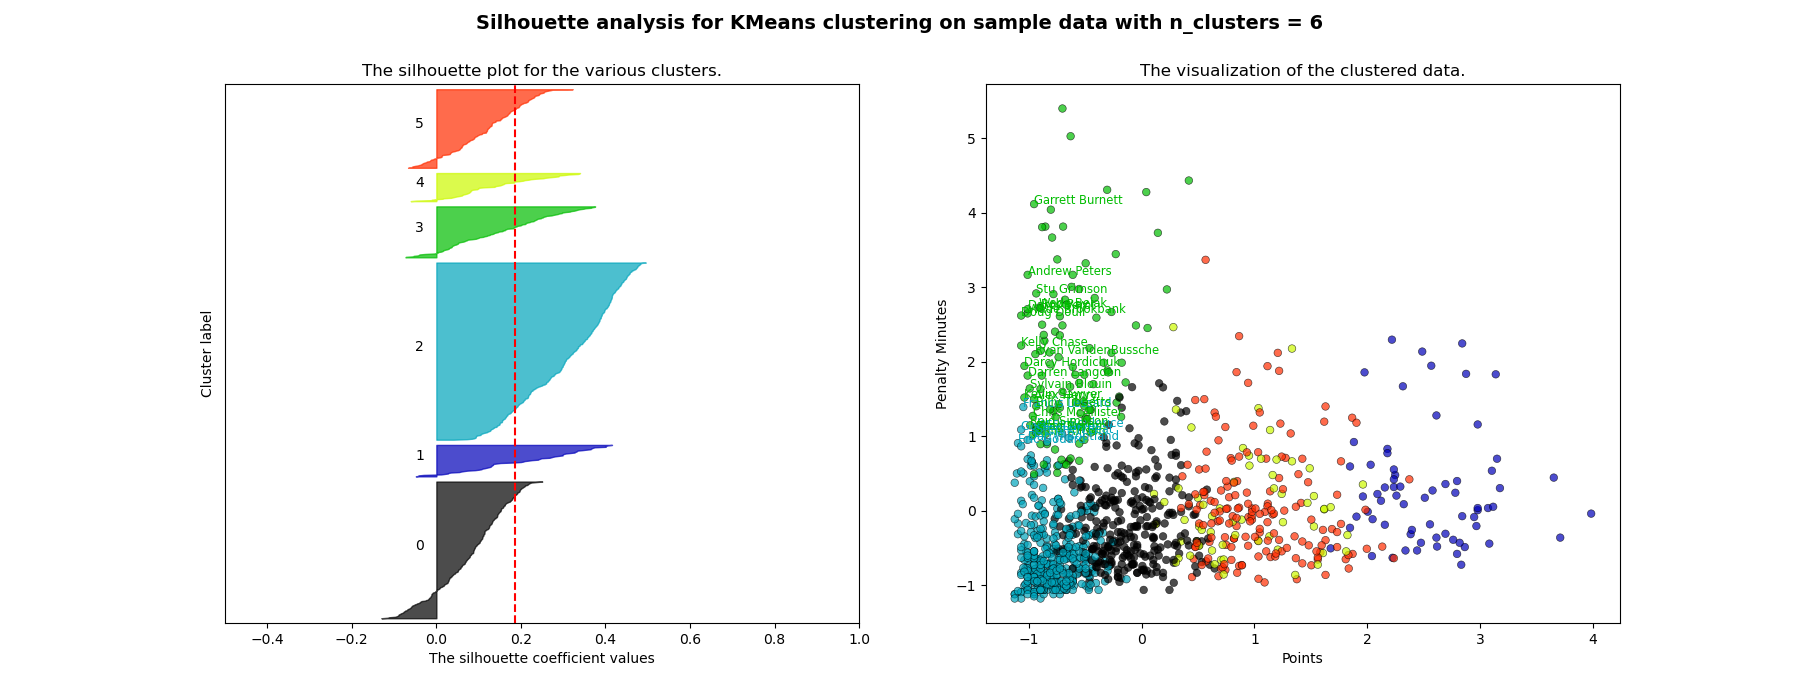 Silhouette analysis for KMeans clustering on sample data with n_clusters = 6
The silhouette plot for the various clusters.
5
4
3
2
1
0
Cluster label
−0.4
−0.2
0.0
0.2
0.4
0.6
0.8
1.0
The silhouette coefficient values
The visualization of the clustered data.
5
4
3
2
1
0
−1
Penalty Minutes
Garrett Burnett
Andrew Peters
Stu Grimson
Kelly Chase
Ryan VandenBussche
Darcy Hordichuk
Darren Langdon
Sylvain Blouin
−1
0
1
2
3
4
Points